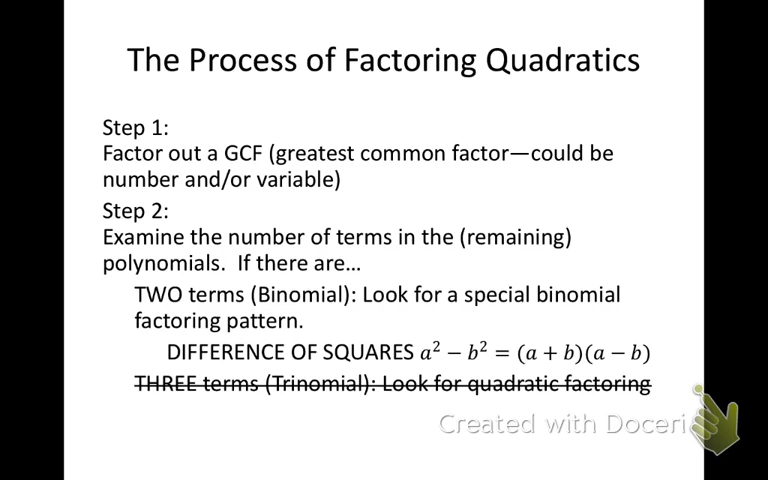 The Process of Factoring Quadratics
Step 1:
Factor out a GCF (greatest common factor—could be
number and/or variable)
Step 2:
Examine the number of terms in the (remaining)
polynomials.  If there are…
TWO terms (Binomial): Look for a special binomial
factoring pattern.
DIFFERENCE OF SQUARES a² − b² = (a + b)(a − b)
THREE terms (Trinomial): Look for quadratic factoring
Created with Doceri